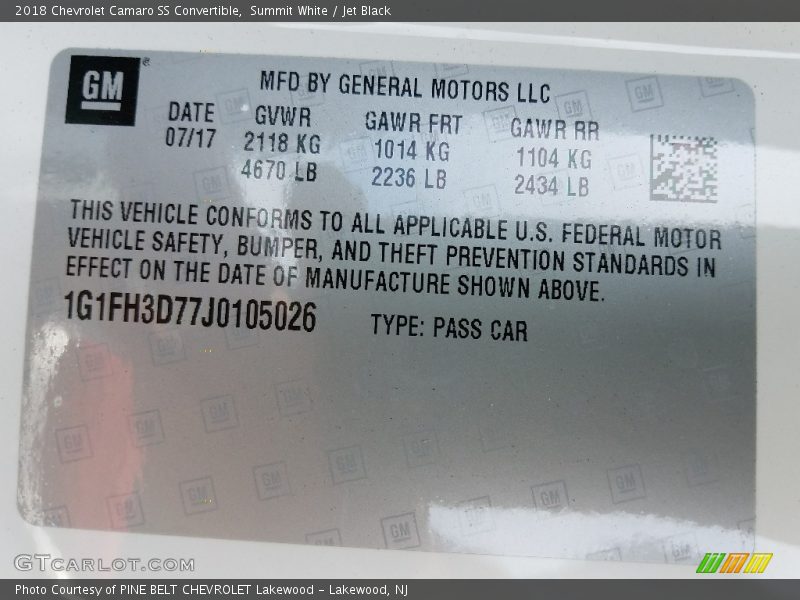 2018 Chevrolet Camaro SS Convertible, Summit White / Jet Black
GM ®
MFD BY GENERAL MOTORS LLC
DATE GVWR GAWR FRT GAWR RR
07/17 2118 KG 1014 KG 1104 KG
4670 LB 2236 LB 2434 LB
THIS VEHICLE CONFORMS TO ALL APPLICABLE U.S. FEDERAL MOTOR
VEHICLE SAFETY, BUMPER, AND THEFT PREVENTION STANDARDS IN
EFFECT ON THE DATE OF MANUFACTURE SHOWN ABOVE.
1G1FH3D77J0105026 TYPE: PASS CAR
GTCARLOT.COM
Photo Courtesy of PINE BELT CHEVROLET Lakewood - Lakewood, NJ